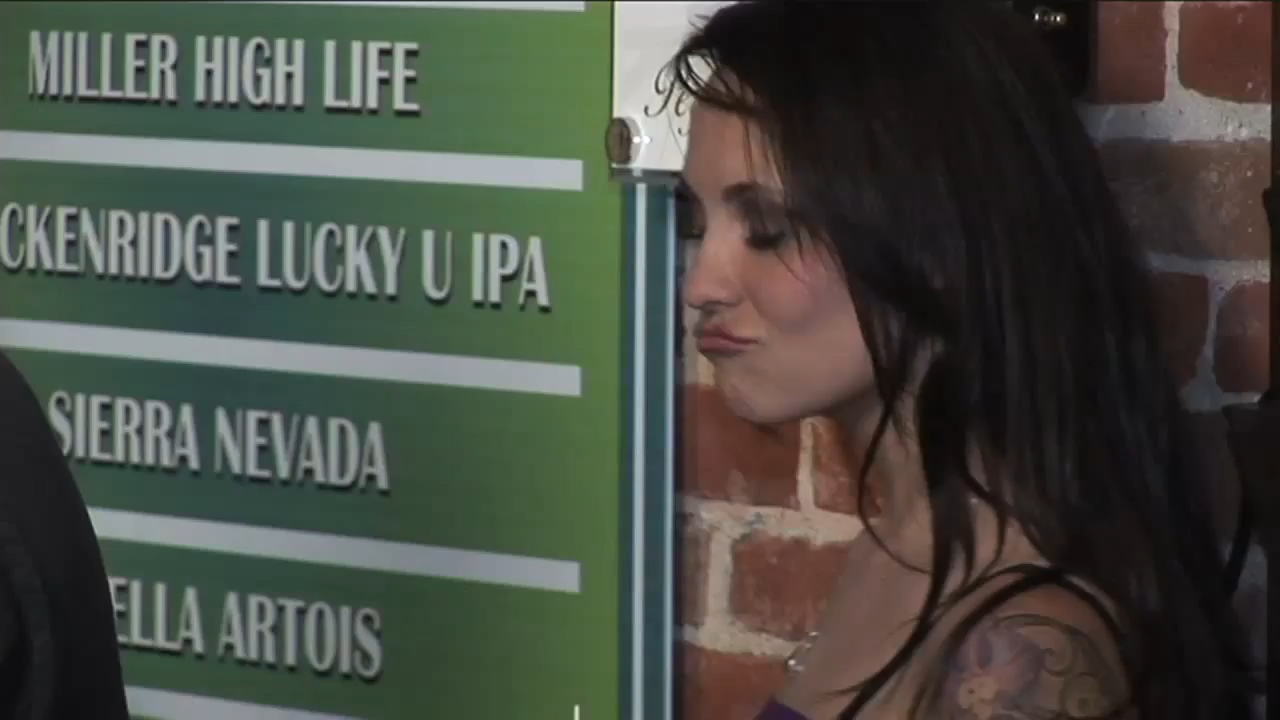 MILLER HIGH LIFE
CKENRIDGE LUCKY U IPA
SIERRA NEVADA
ELLA ARTOIS